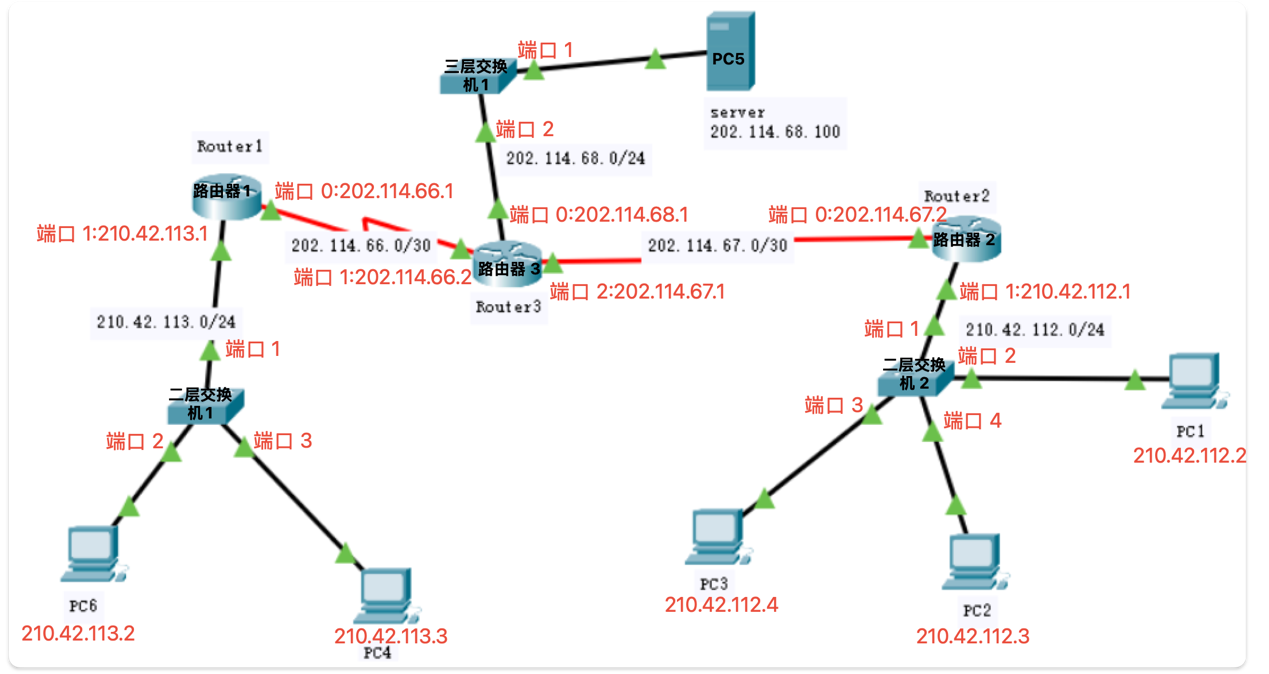 端口 1
三层交换
机1
PC5
server
202.114.68.100
端口 2
202.114.68.0/24
Router1
路由器1
端口 0:202.114.66.1
端口 1:210.42.113.1
202.114.66.0/30
端口 1:202.114.66.2
端口 0:202.114.68.1
路由器 3
Router3
端口 2:202.114.67.1
202.114.67.0/30
端口 0:202.114.67.2
Router2
路由器 2
端口 1:210.42.112.1
端口 1
210.42.112.0/24
210.42.113.0/24
端口 1
二层交换
机1
端口 2
端口 3
二层交换
机 2
端口 2
端口 3
端口 4
PC1
210.42.112.2
PC6
210.42.113.2
210.42.113.3
PC4
PC3
210.42.112.4
PC2
210.42.112.3